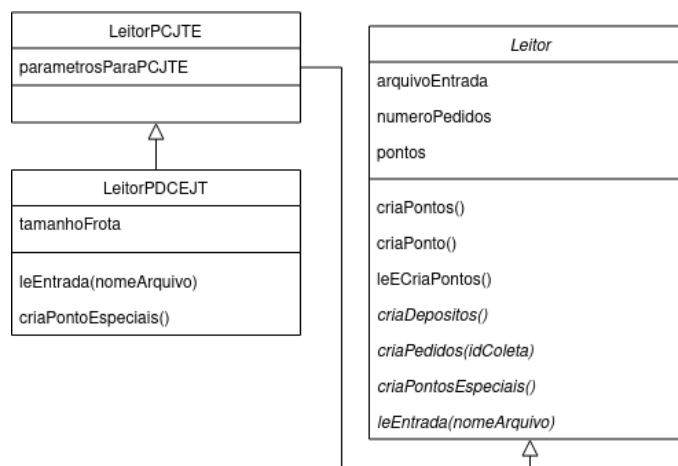 LeitorPCJTE
parametrosParaPCJTE
LeitorPDCEJT
tamanhoFrota
leEntrada(nomeArquivo)
criaPontoEspeciais()
Leitor
arquivoEntrada
numeroPedidos
pontos
criaPontos()
criaPonto()
leECriaPontos()
criaDepositos()
criaPedidos(idColeta)
criaPontosEspeciais()
leEntrada(nomeArquivo)